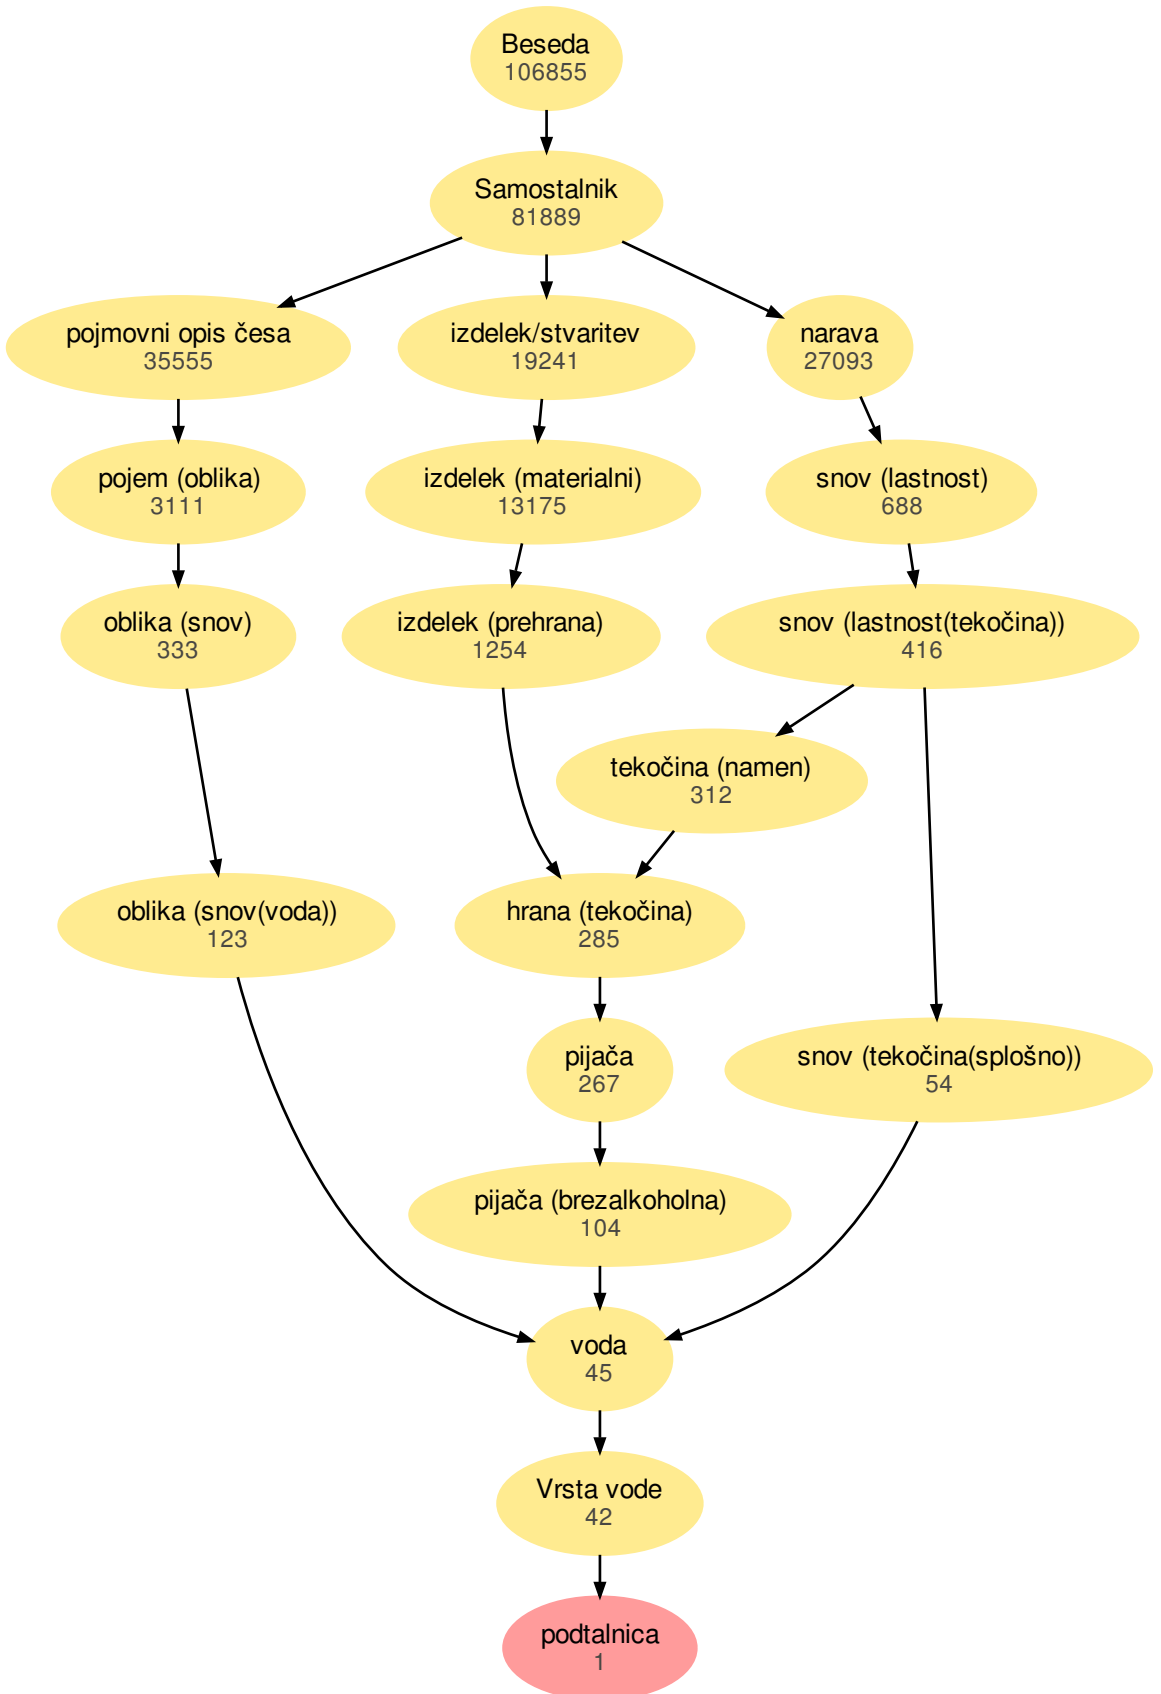 Beseda
106855
Samostalnik
81889
pojmovni opis česa
35555
izdelek/stvaritev
19241
narava
27093
pojem (oblika)
3111
izdelek (materialni)
13175
snov (lastnost)
688
oblika (snov)
333
izdelek (prehrana)
1254
snov (lastnost(tekočina))
416
tekočina (namen)
312
oblika (snov(voda))
123
hrana (tekočina)
285
pijača
267
snov (tekočina(splošno))
54
pijača (brezalkoholna)
104
voda
45
Vrsta vode
42
podtalnica
1